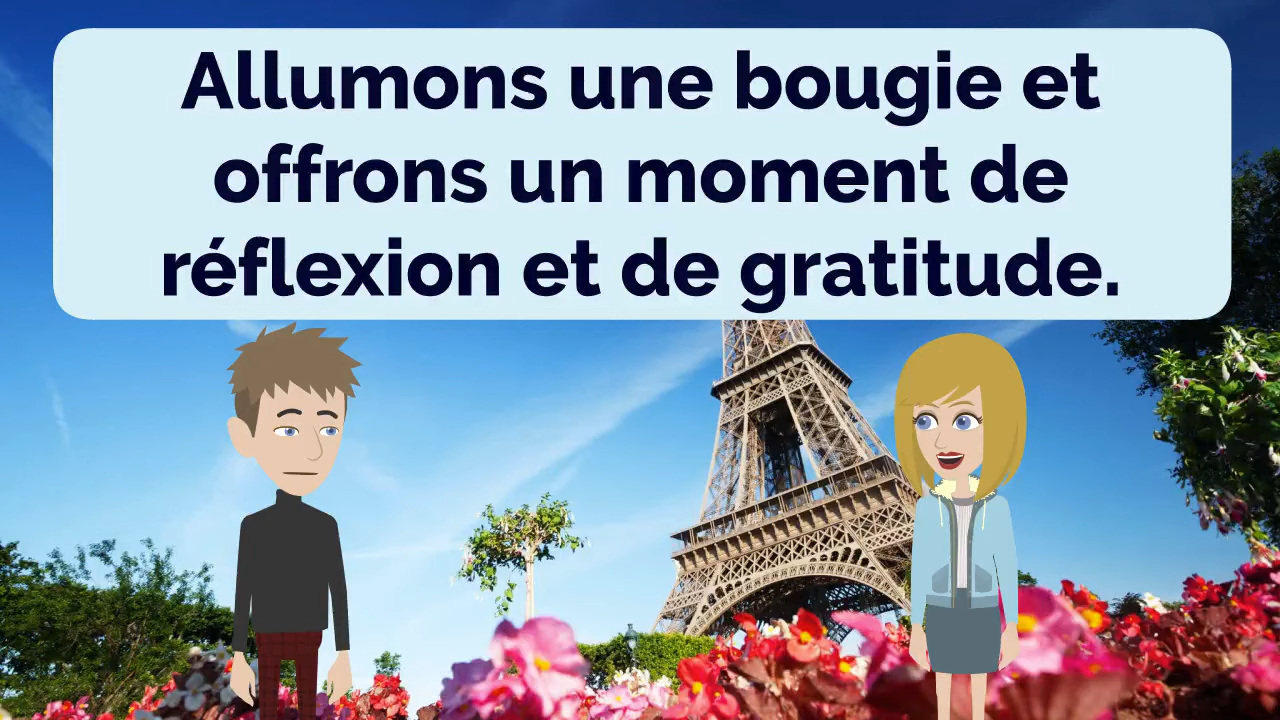 Allumons une bougie et
offrons un moment de
réflexion et de gratitude.